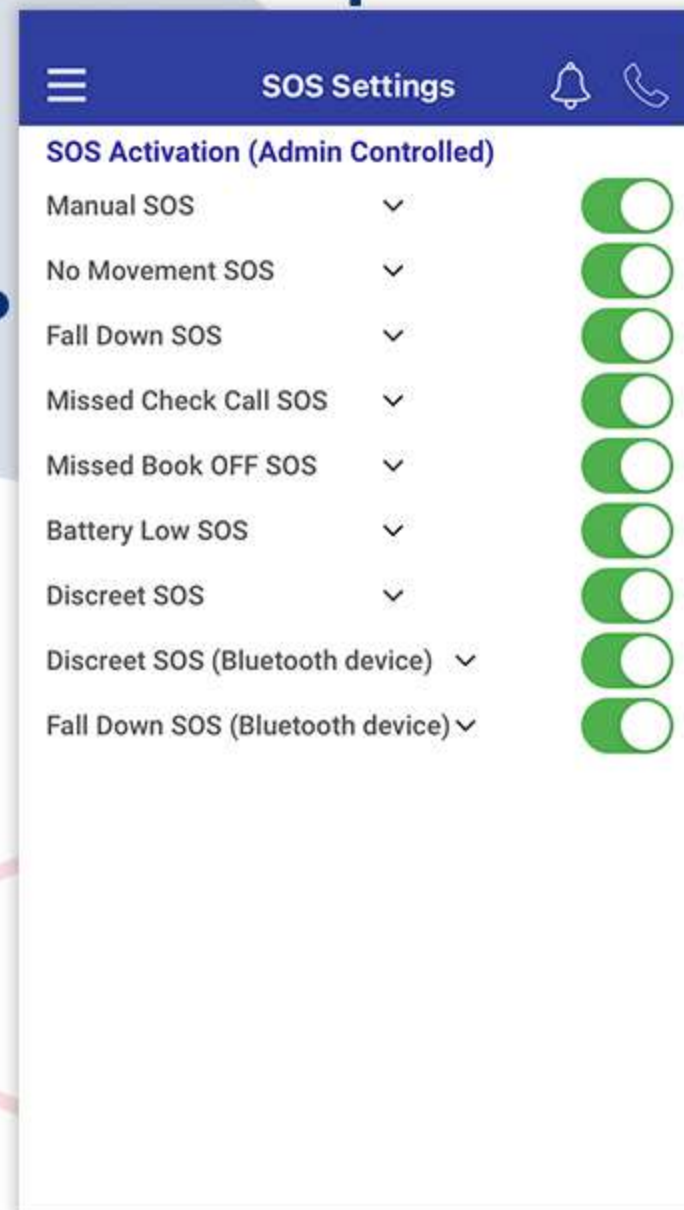 SOS Settings
SOS Activation (Admin Controlled)
Manual SOS
No Movement SOS
Fall Down SOS
Missed Check Call SOS
Missed Book OFF SOS
Battery Low SOS
Discreet SOS
Discreet SOS (Bluetooth device)
Fall Down SOS (Bluetooth device)